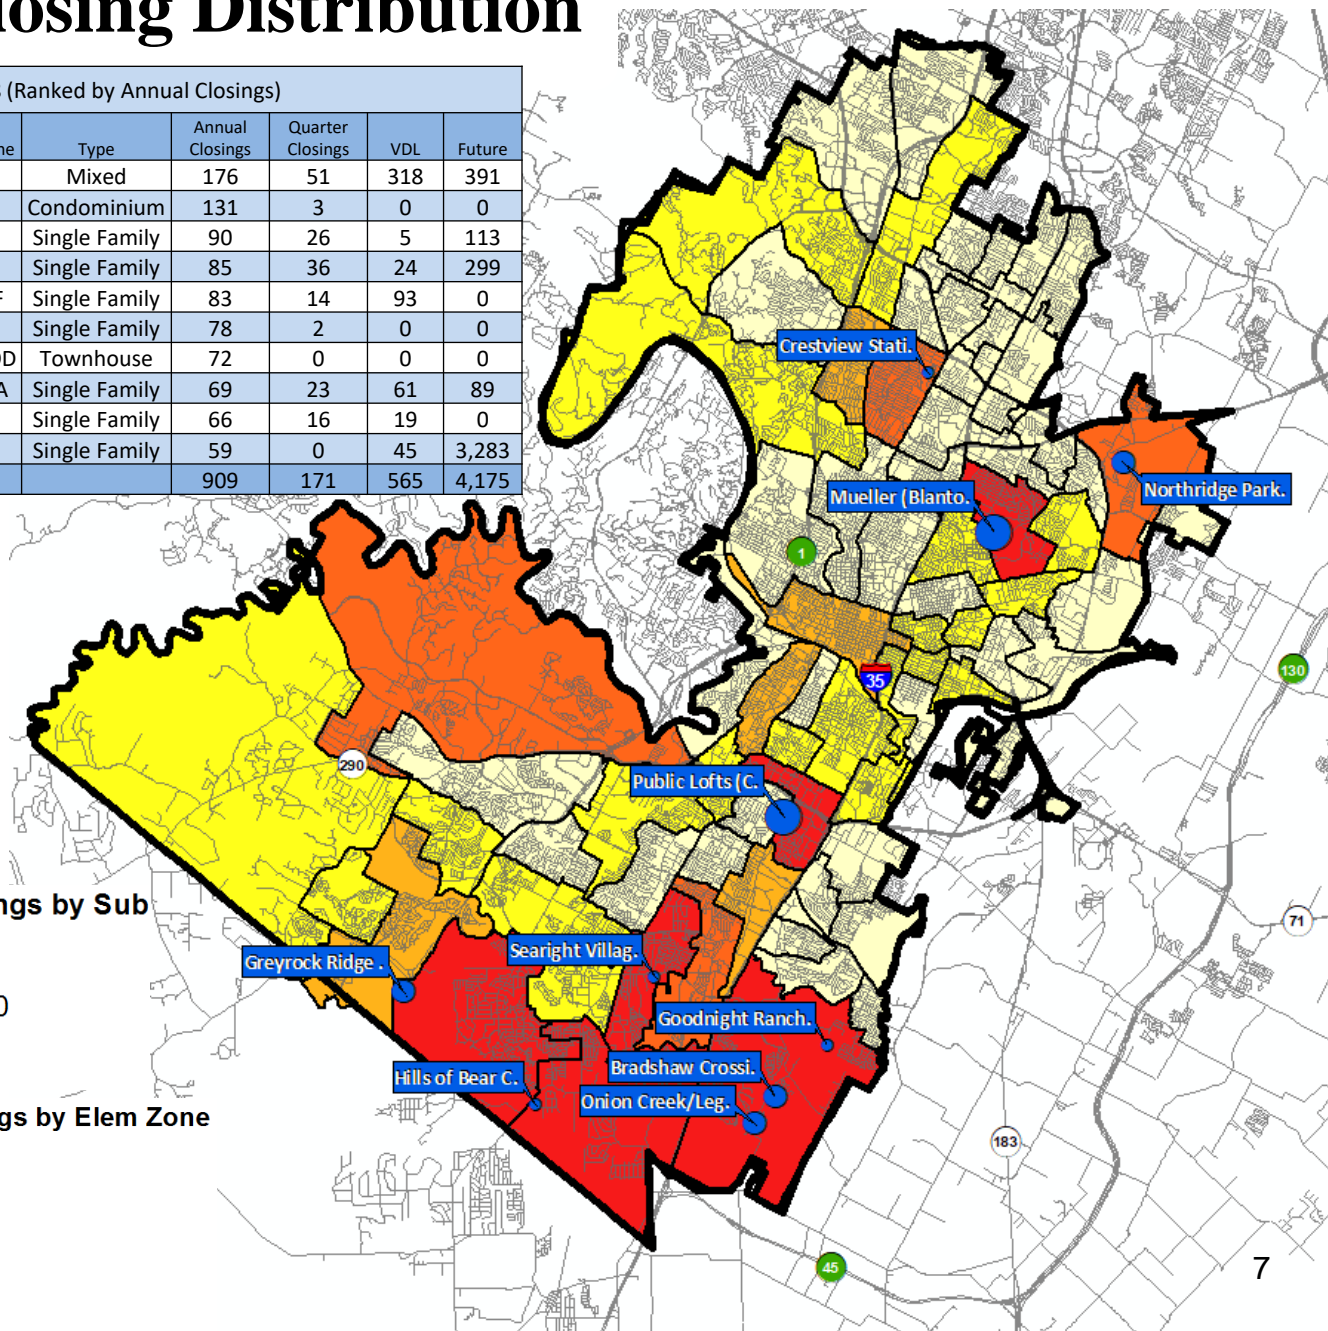 losing Distribution
(Ranked by Annual Closings)
ne Type Annual Closings Quarter Closings VDL Future
Mixed 176 51 318 391
Condominium 131 3 0 0
Single Family 90 26 5 113
Single Family 85 36 24 299
F Single Family 83 14 93 0
Single Family 78 2 0 0
OD Townhouse 72 0 0 0
A Single Family 69 23 61 89
Single Family 66 16 19 0
Single Family 59 0 45 3,283
909 171 565 4,175
Crestview Stati.
Northridge Park.
Mueller (Blanto.
1
35
130
290
Public Lofts (C.
ngs by Sub
71
Searight Villag.
Greyrock Ridge .
0
Goodnight Ranch.
Bradshaw Crossi.
Hills of Bear C.
Onion Creek/Leg.
gs by Elem Zone
183
45
7